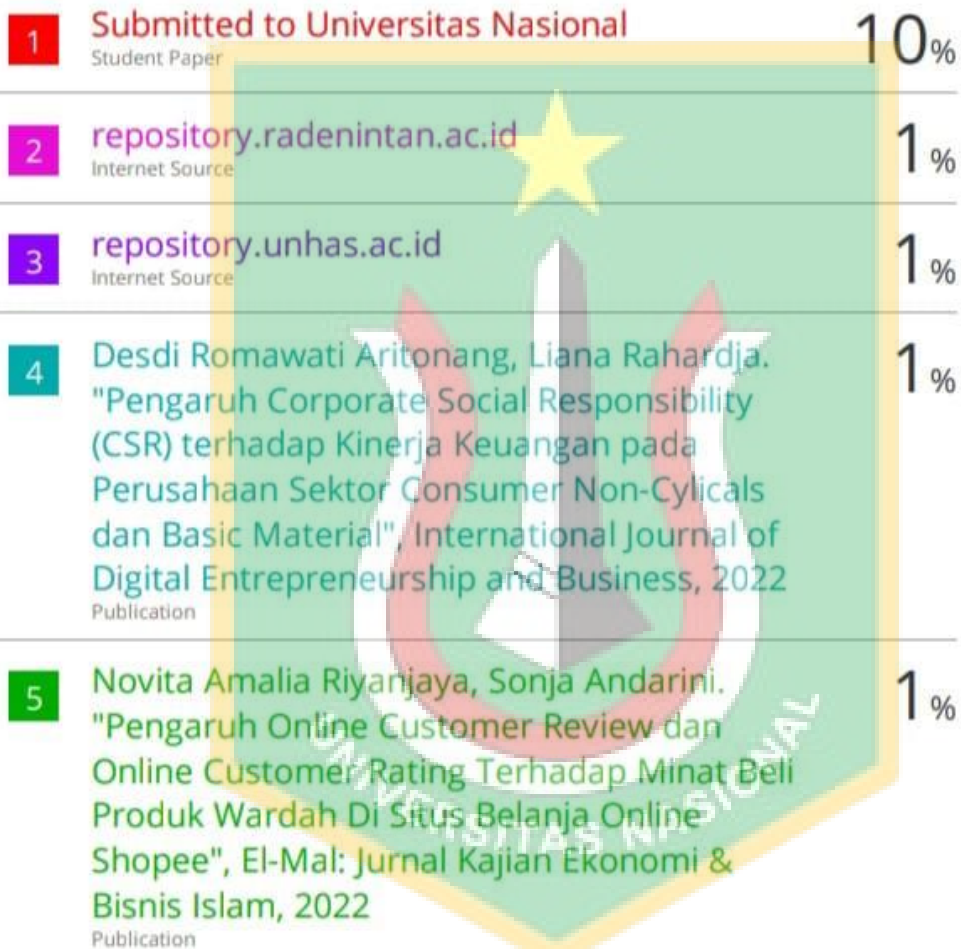 1 Submitted to Universitas Nasional 10%
Student Paper
2 repository.radenintan.ac.id 1%
Internet Source
3 repository.unhas.ac.id 1%
Internet Source
4 Desdi Romawati Aritonang, Liana Rahardja. 1%
"Pengaruh Corporate Social Responsibility
(CSR) terhadap Kinerja Keuangan pada
Perusahaan Sektor Consumer Non-Cylicals
dan Basic Material", International Journal of
Digital Entrepreneurship and Business, 2022
Publication
5 Novita Amalia Riyanjaya, Sonja Andarini. 1%
"Pengaruh Online Customer Review dan
Online Customer Rating Terhadap Minat Beli
Produk Wardah Di Situs Belanja Online
Shopee", El-Mal: Jurnal Kajian Ekonomi &
Bisnis Islam, 2022
Publication
UNIVERSITAS NASIONAL